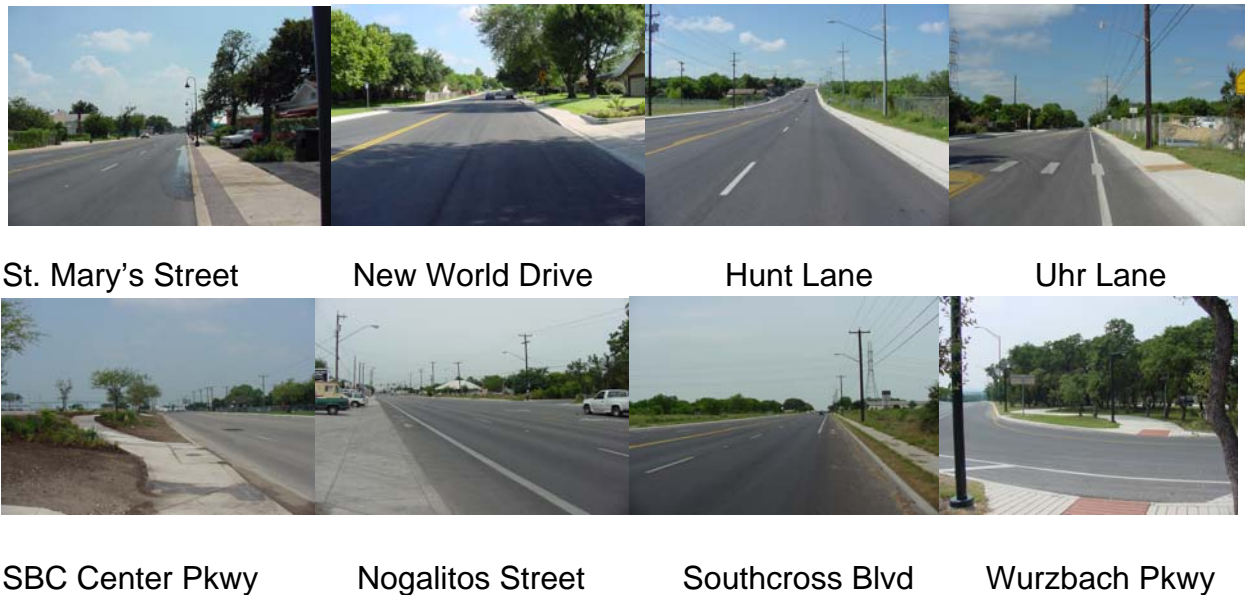 St. Mary’s Street New World Drive Hunt Lane Uhr Lane
SBC Center Pkwy Nogalitos Street Southcross Blvd Wurzbach Pkwy